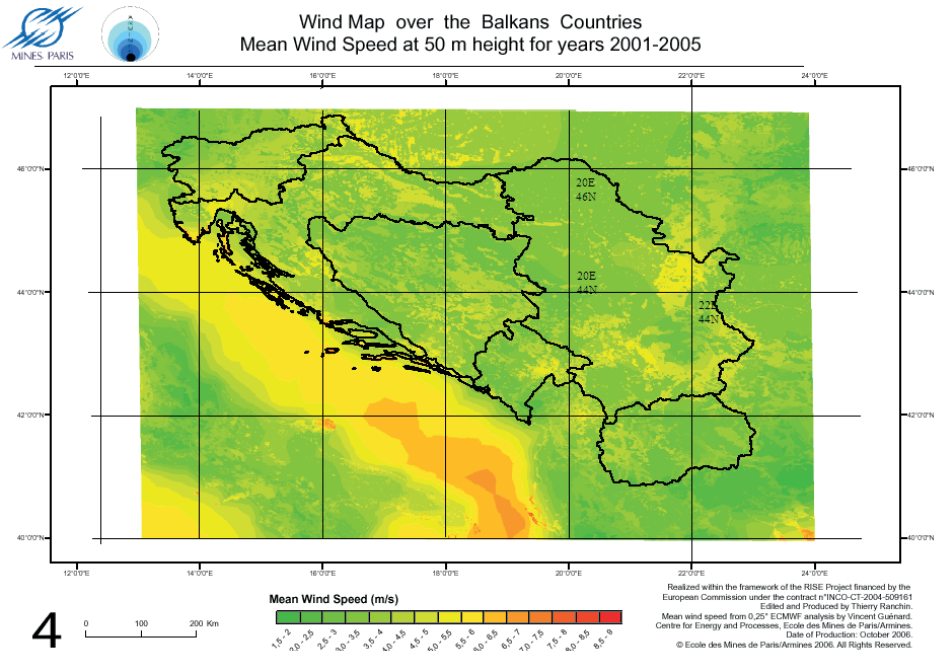 Wind Map over the Balkans Countries
Mean Wind Speed at 50 m height for years 2001-2005
MINES PARIS
12°0'0"E 14°0'0"E 16°0'0"E 18°0'0"E 20°0'0"E 22°0'0"E 24°0'0"E
46°0'0"N 46°0'0"N
20E
46N
20E
44N
44°0'0"N 44°0'0"N
22E
44N
42°0'0"N 42°0'0"N
40°0'0"N 40°0'0"N
12°0'0"E 14°0'0"E 16°0'0"E 18°0'0"E 20°0'0"E 22°0'0"E 24°0'0"E
4
0 100 200 Km
Mean Wind Speed (m/s)
1,5 - 2 2,0 - 2,5 2,5 - 3 3,0 - 3,5 3,5 - 4 4,0 - 4,5 4,5 - 5 5,0 - 5,5 5,5 - 6 6,0 - 6,5 6,5 - 7 7,0 - 7,5 7,5 - 8 8,0 - 8,5 8,5 - 9
Realized within the framework of the RISE Project financed by the
European Commission under the contract n°INCO-CT-2004-509161
Edited and Produced by Thierry Ranchin.
Mean wind speed from 0,25° ECMWF analysis by Vincent Guénard.
Centre for Energy and Processes, Ecole des Mines de Paris/Armines.
Date of Production: October 2006.
© Ecole des Mines de Paris/Armines 2006. All Rights Reserved.